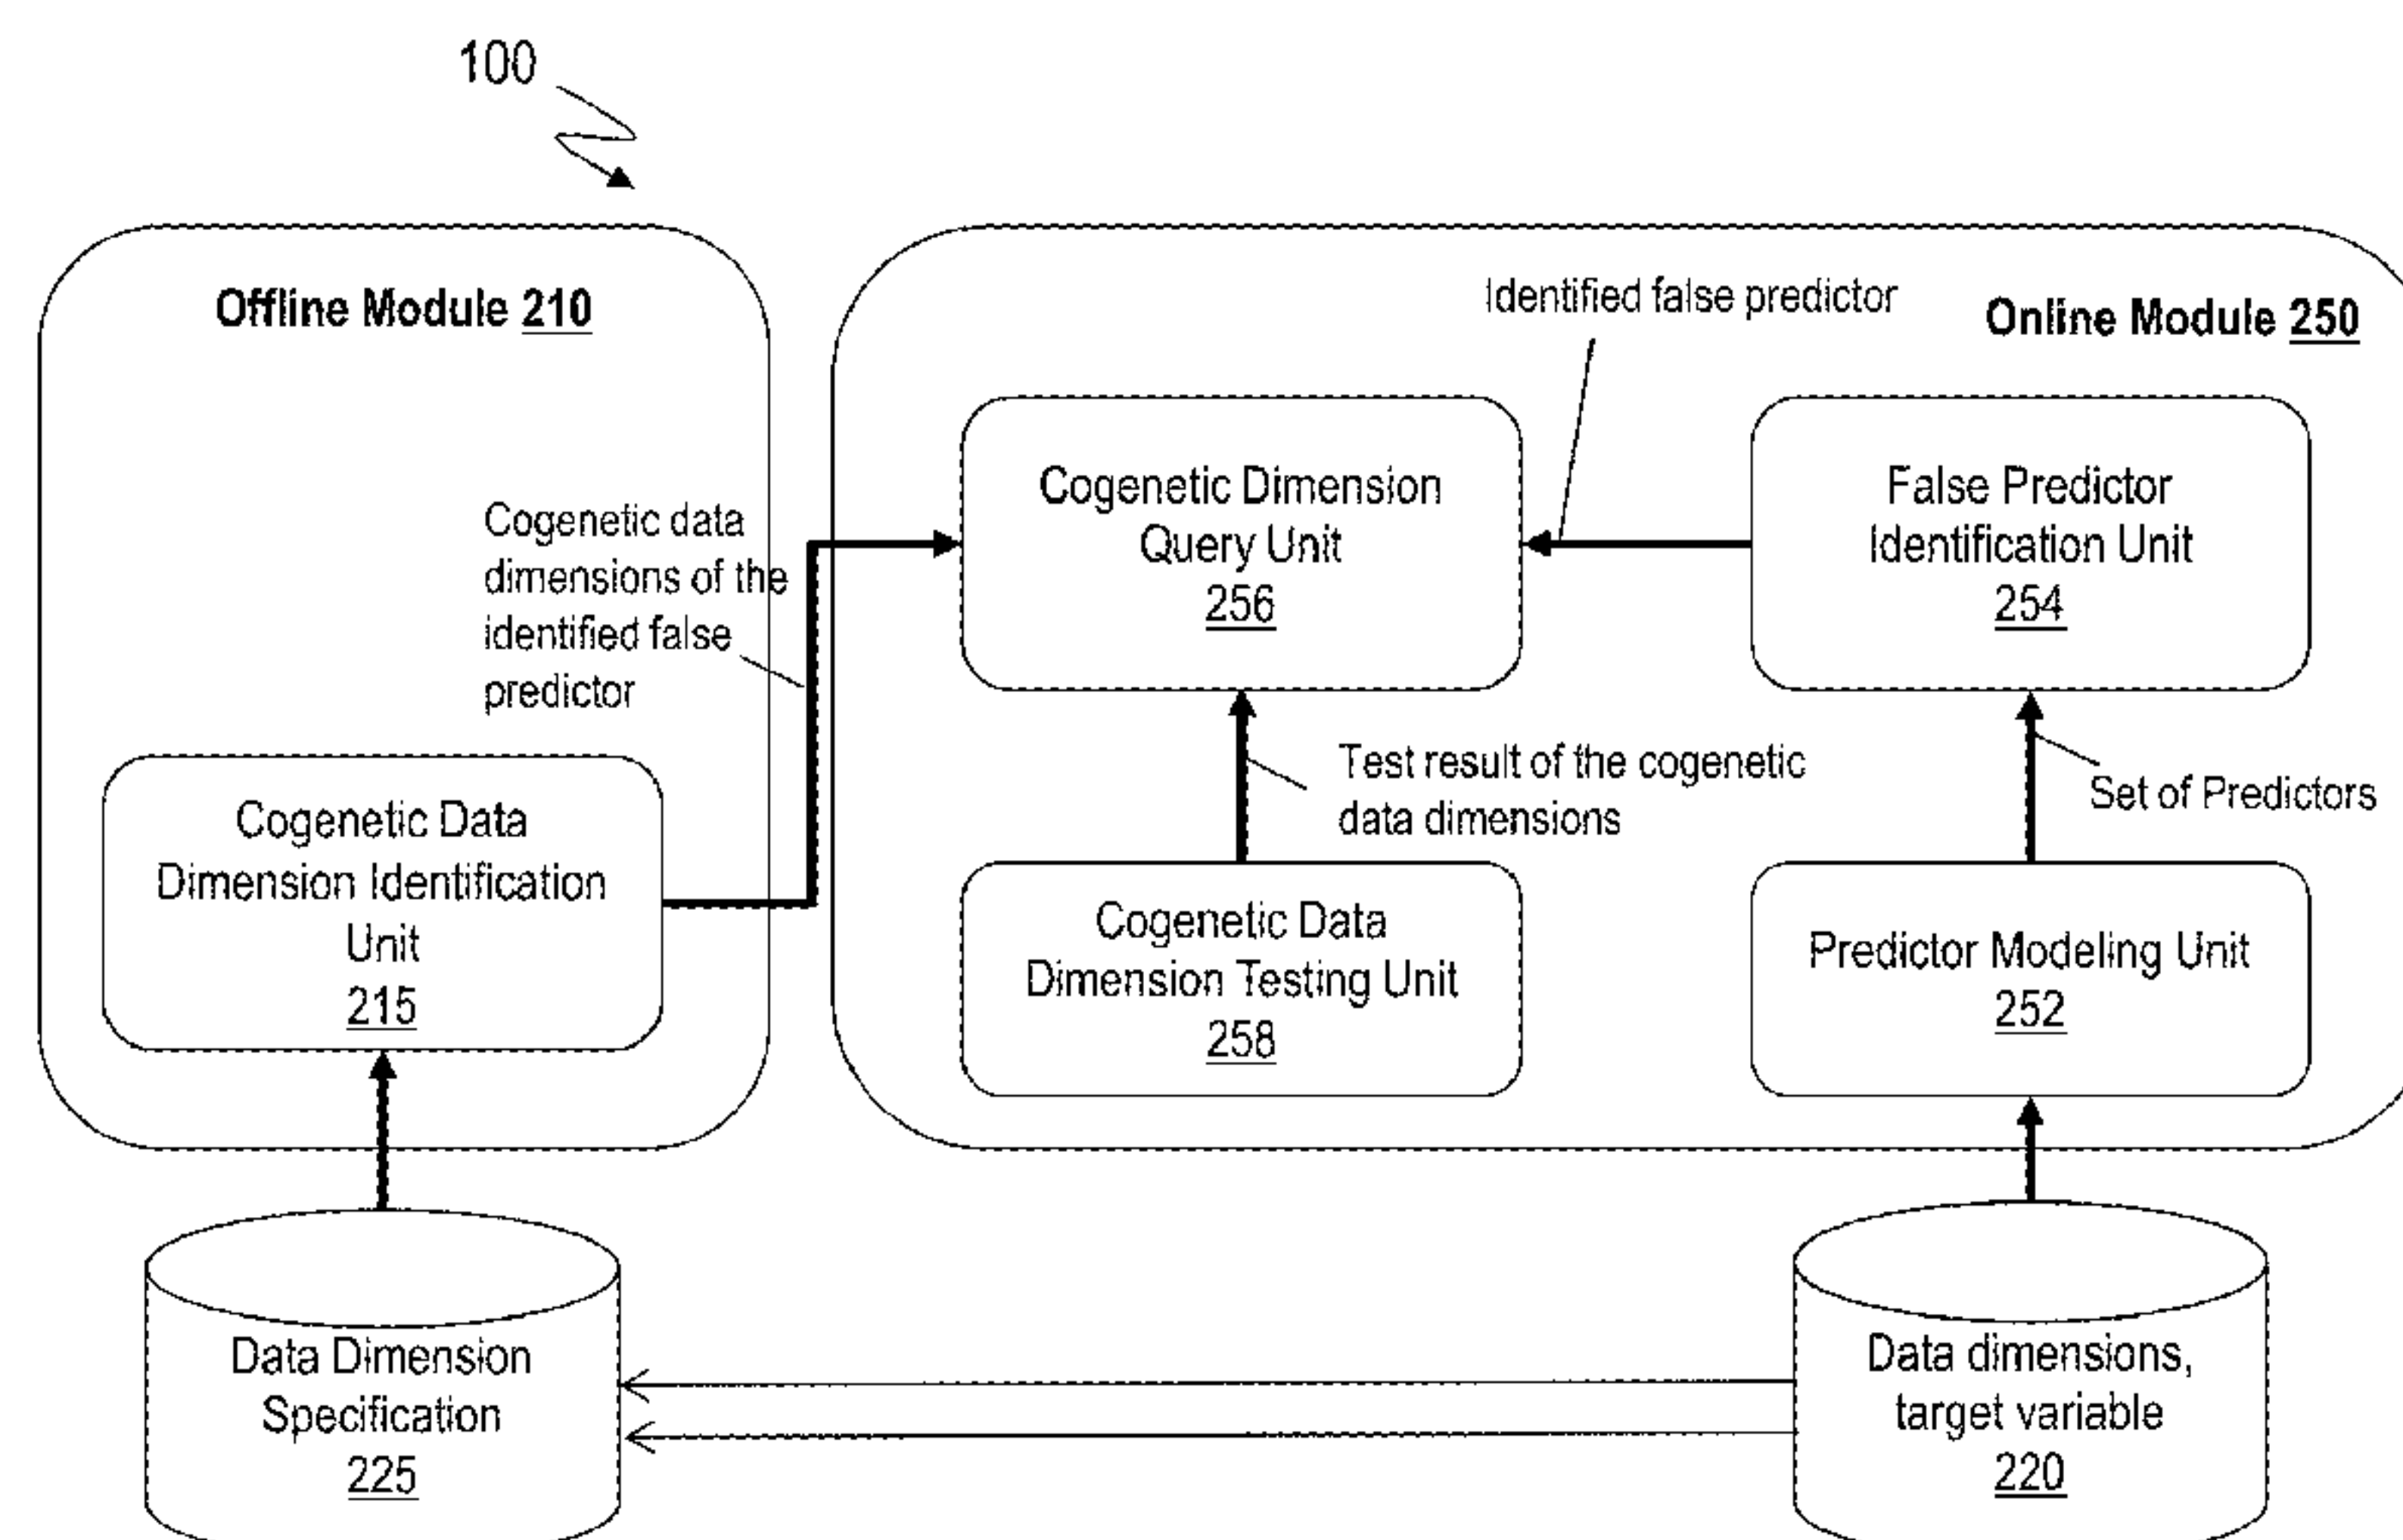 100
Offline Module 210
Identified false predictor
Online Module 250
Cogenetic data
dimensions of the
identified false
predictor
Cogenetic Dimension
Query Unit
256
False Predictor
Identification Unit
254
Test result of the cogenetic
data dimensions
Set of Predictors
Cogenetic Data
Dimension Identification
Unit
215
Cogenetic Data
Dimension Testing Unit
258
Predictor Modeling Unit
252
Data Dimension
Specification
225
Data dimensions,
target variable
220